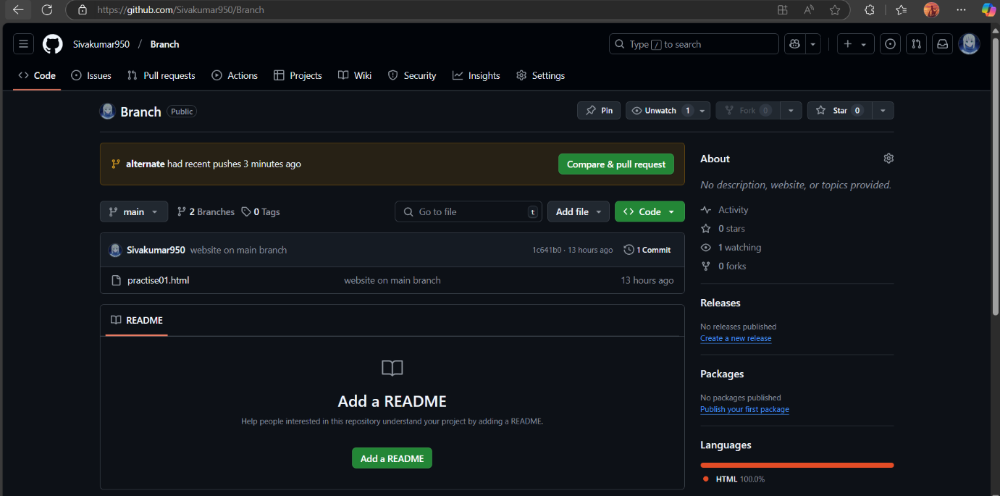 https://github.com/Sivakumar950/Branch
Sivakumar950 / Branch
Type / to search
Code Issues Pull requests Actions Projects Wiki Security Insights Settings
Branch Public
Pin Unwatch 1 Fork 0 Star 0
alternate had recent pushes 3 minutes ago
Compare & pull request
main 2 Branches 0 Tags
Go to file t
Add file
<> Code
Sivakumar950 website on main branch
1c641b0 · 13 hours ago
1 Commit
practise01.html website on main branch 13 hours ago
README
Add a README
Help people interested in this repository understand your project by adding a README.
Add a README
About
No description, website, or topics provided.
Activity
0 stars
1 watching
0 forks
Releases
No releases published
Create a new release
Packages
No packages published
Publish your first package
Languages
HTML 100.0%